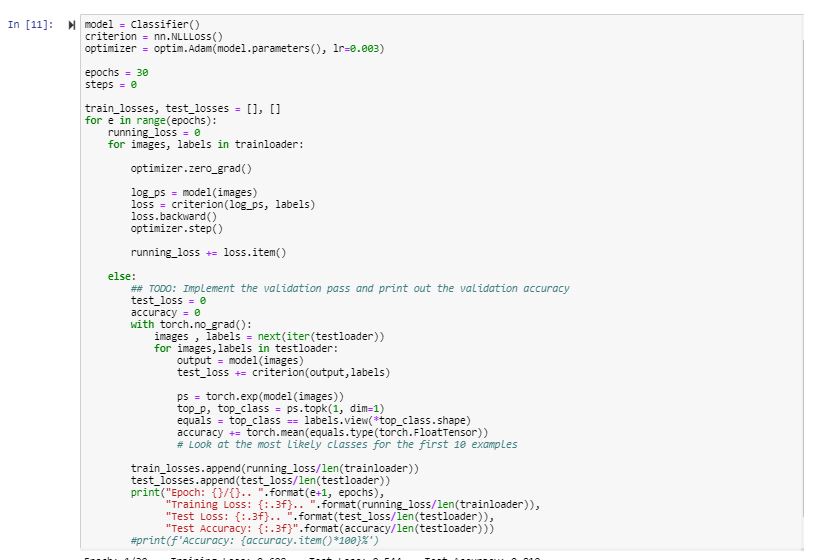 In [11]:
model = Classifier()
criterion = nn.NLLLoss()
optimizer = optim.Adam(model.parameters(), lr=0.003)
epochs = 30
steps = 0
train_losses, test_losses = [], []
for e in range(epochs):
    running_loss = 0
    for images, labels in trainloader:
        optimizer.zero_grad()
        log_ps = model(images)
        loss = criterion(log_ps, labels)
        loss.backward()
        optimizer.step()
        running_loss += loss.item()
    else:
        ## TODO: Implement the validation pass and print out the validation accuracy
        test_loss = 0
        accuracy = 0
        with torch.no_grad():
            images , labels = next(iter(testloader))
            for images,labels in testloader:
                output = model(images)
                test_loss += criterion(output,labels)
                ps = torch.exp(model(images))
                top_p, top_class = ps.topk(1, dim=1)
                equals = top_class == labels.view(*top_class.shape)
                accuracy += torch.mean(equals.type(torch.FloatTensor))
                # Look at the most likely classes for the first 10 examples
        train_losses.append(running_loss/len(trainloader))
        test_losses.append(test_loss/len(testloader))
        print("Epoch: {}/{}.. ".format(e+1, epochs),
              "Training Loss: {:.3f}.. ".format(running_loss/len(trainloader)),
              "Test Loss: {:.3f}.. ".format(test_loss/len(testloader)),
              "Test Accuracy: {:.3f}".format(accuracy/len(testloader)))
        #print(f'Accuracy: {accuracy.item()*100}%')